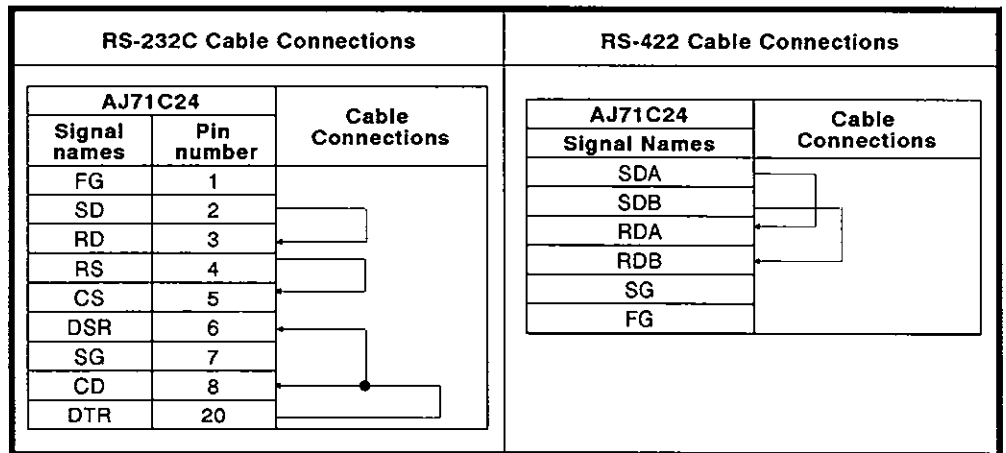 RS-232C Cable Connections
AJ71C24
Signal names
Pin number
Cable Connections
FG 1
SD 2
RD 3
RS 4
CS 5
DSR 6
SG 7
CD 8
DTR 20
RS-422 Cable Connections
AJ71C24
Signal Names
Cable Connections
SDA
SDB
RDA
RDB
SG
FG